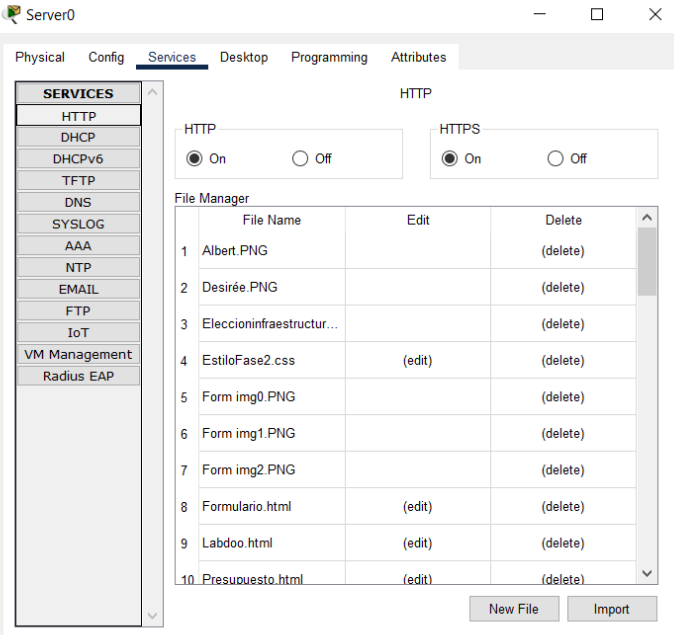 Server0
Physical Config Services Desktop Programming Attributes
SERVICES
HTTP
DHCP
DHCPv6
TFTP
DNS
SYSLOG
AAA
NTP
EMAIL
FTP
IoT
VM Management
Radius EAP
HTTP
HTTP
On Off
HTTPS
On Off
File Manager
File Name Edit Delete
1 Albert.PNG (delete)
2 Desirée.PNG (delete)
3 Eleccioninfraestructur... (delete)
4 EstiloFase2.css (edit) (delete)
5 Form img0.PNG (delete)
6 Form img1.PNG (delete)
7 Form img2.PNG (delete)
8 Formulario.html (edit) (delete)
9 Labdoo.html (edit) (delete)
10 Presupuesto.html (edit) (delete)
New File Import